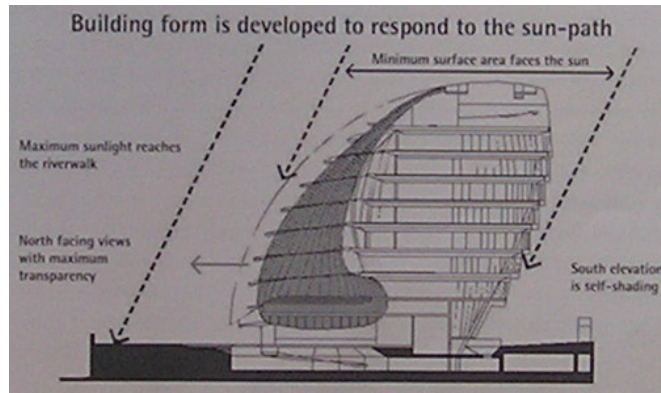 Building form is developed to respond to the sun-path
Minimum surface area faces the sun
Maximum sunlight reaches
the riverwalk
North facing views
with maximum
transparency
South elevation
is self-shading